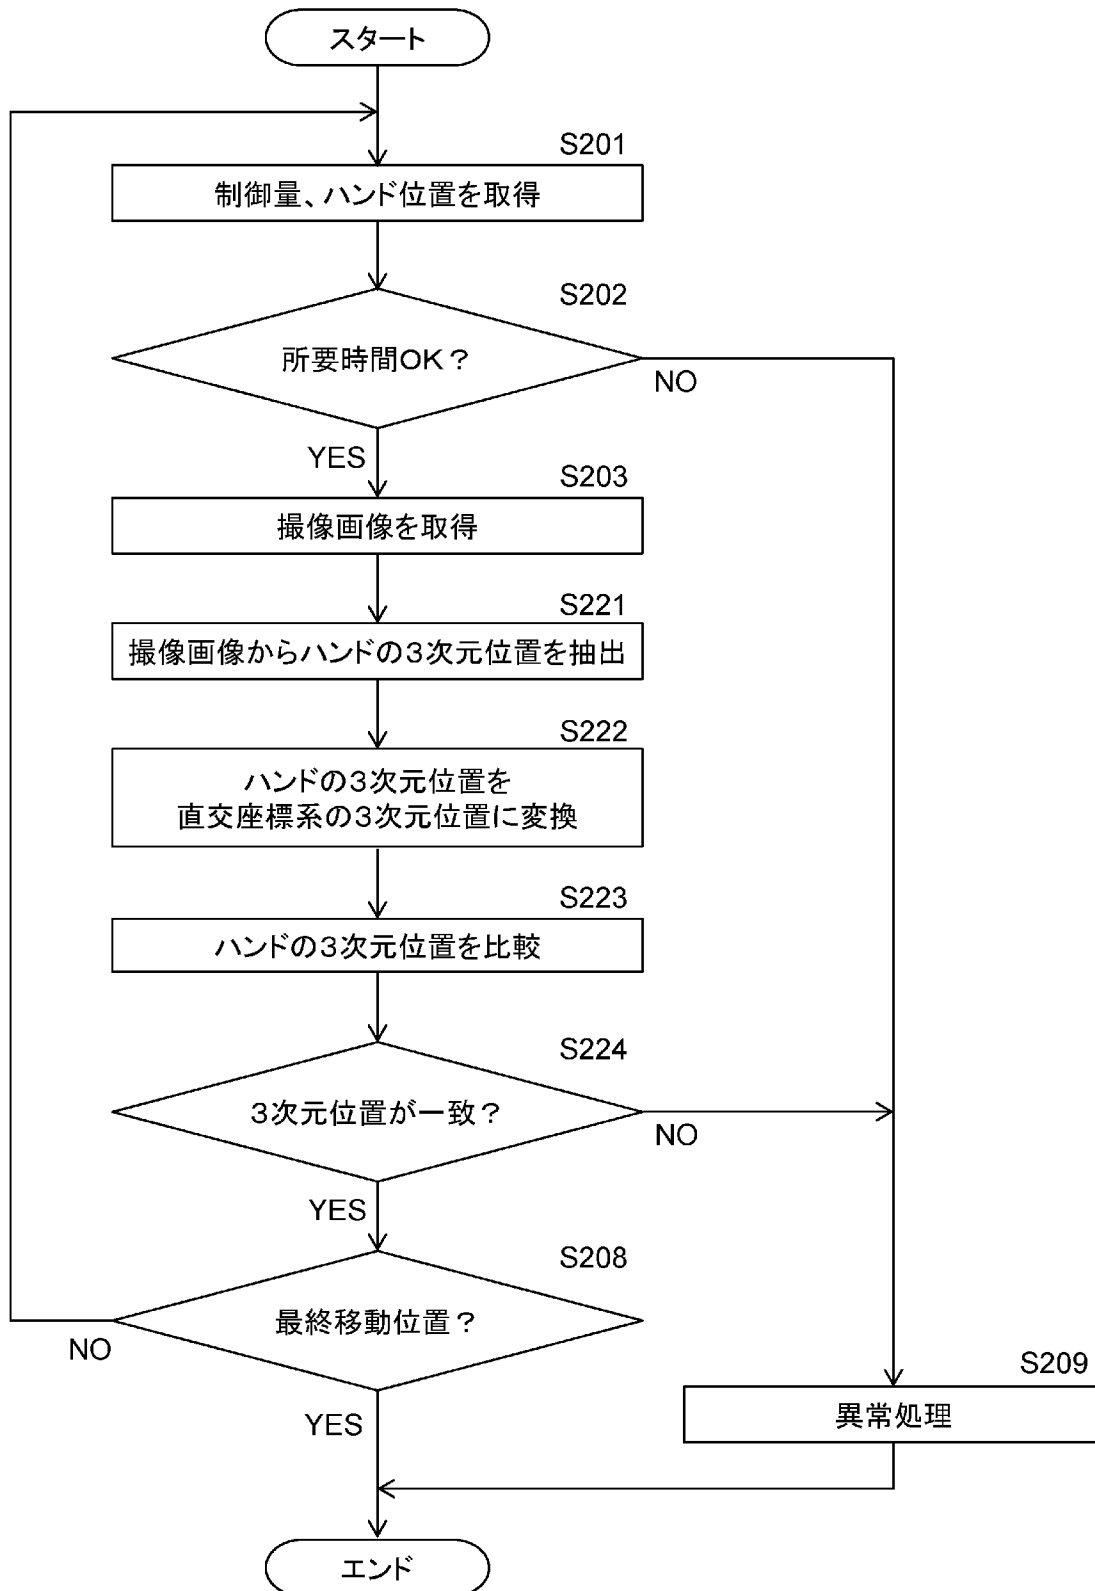 スタート
S201
制御量、ハンド位置を取得
S202
所要時間OK？
NO
YES
S203
撮像画像を取得
S221
撮像画像からハンドの３次元位置を抽出
S222
ハンドの３次元位置を
直交座標系の３次元位置に変換
S223
ハンドの３次元位置を比較
S224
３次元位置が一致？
NO
YES
S208
最終移動位置？
NO
YES
S209
異常処理
エンド